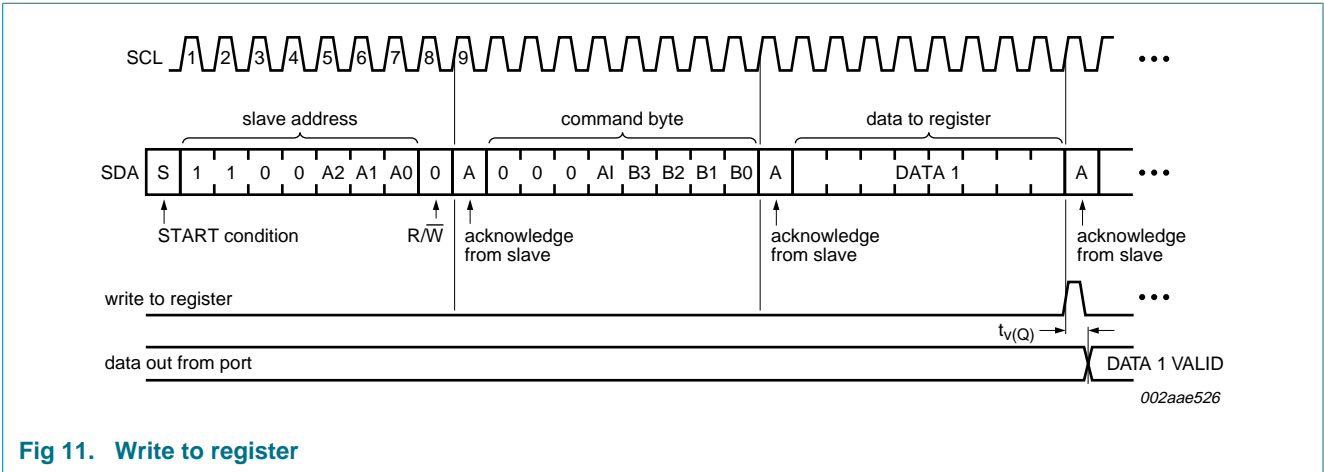 SCL 1 2 3 4 5 6 7 8 9
slave address command byte data to register
SDA S 1 1 0 0 A2 A1 A0 0 A 0 0 0 AI B3 B2 B1 B0 A DATA 1 A
START condition R/W̅ acknowledge from slave acknowledge from slave acknowledge from slave
write to register
tv(Q)
data out from port DATA 1 VALID
002aae526
Fig 11. Write to register